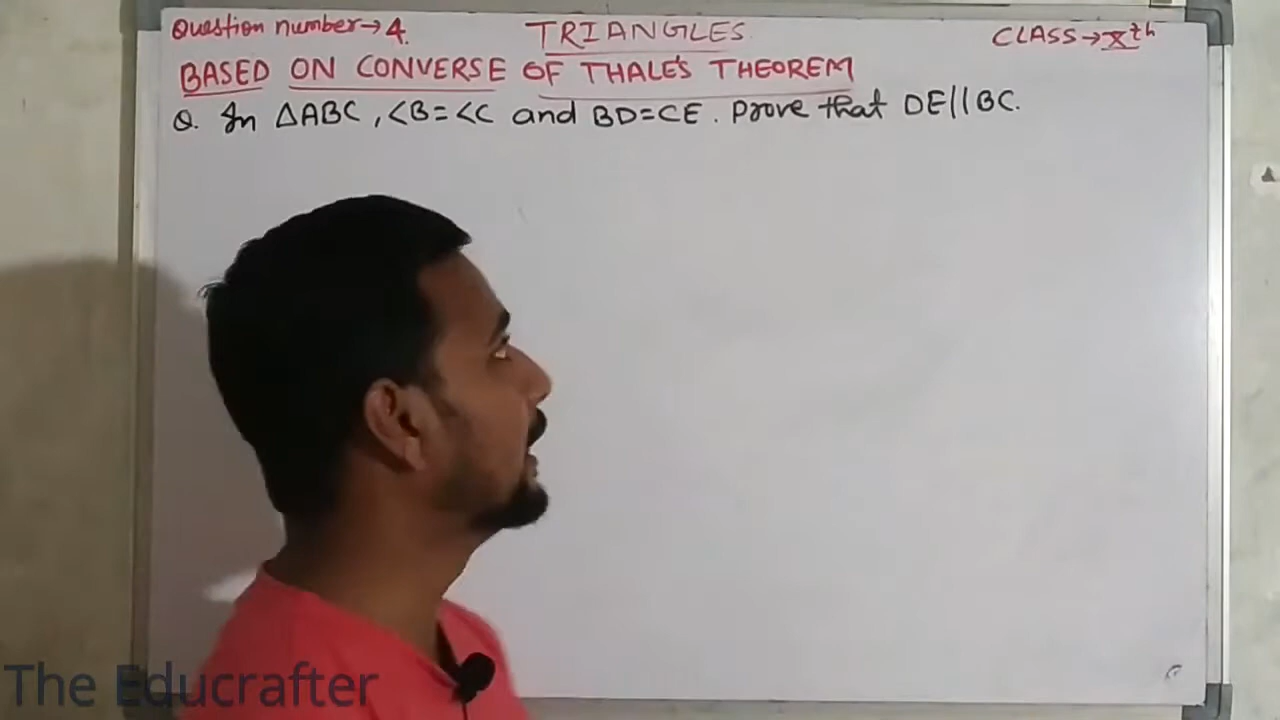 Question number→4.
TRIANGLES
CLASS→Xth
BASED ON CONVERSE OF THALE'S THEOREM
Q. In ΔABC, <B=<C and BD=CE. Prove that DE||BC.
The Educrafter